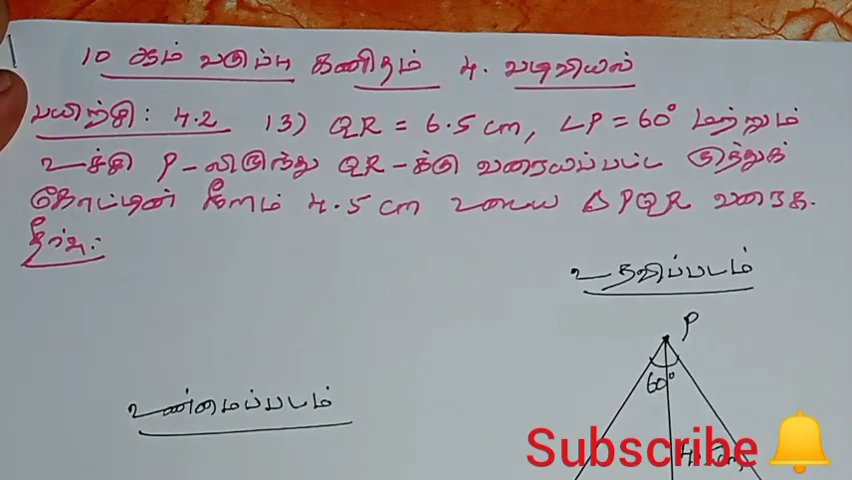 10 ஆம் வகுப்பு கணிதம் 4. வடிவியல்
பயிற்சி: 4.2 13) QR = 6.5 cm, ∠P = 60° மற்றும்
உச்சி P-லிருந்து QR-க்கு வரையப்பட்ட குத்துக்
கோட்டின் நீளம் 4.5 cm உடைய ΔPQR வரைக.
தீர்வு:
உதவிப்படம்
P
60°
உண்மைப்படம்
Subscribe